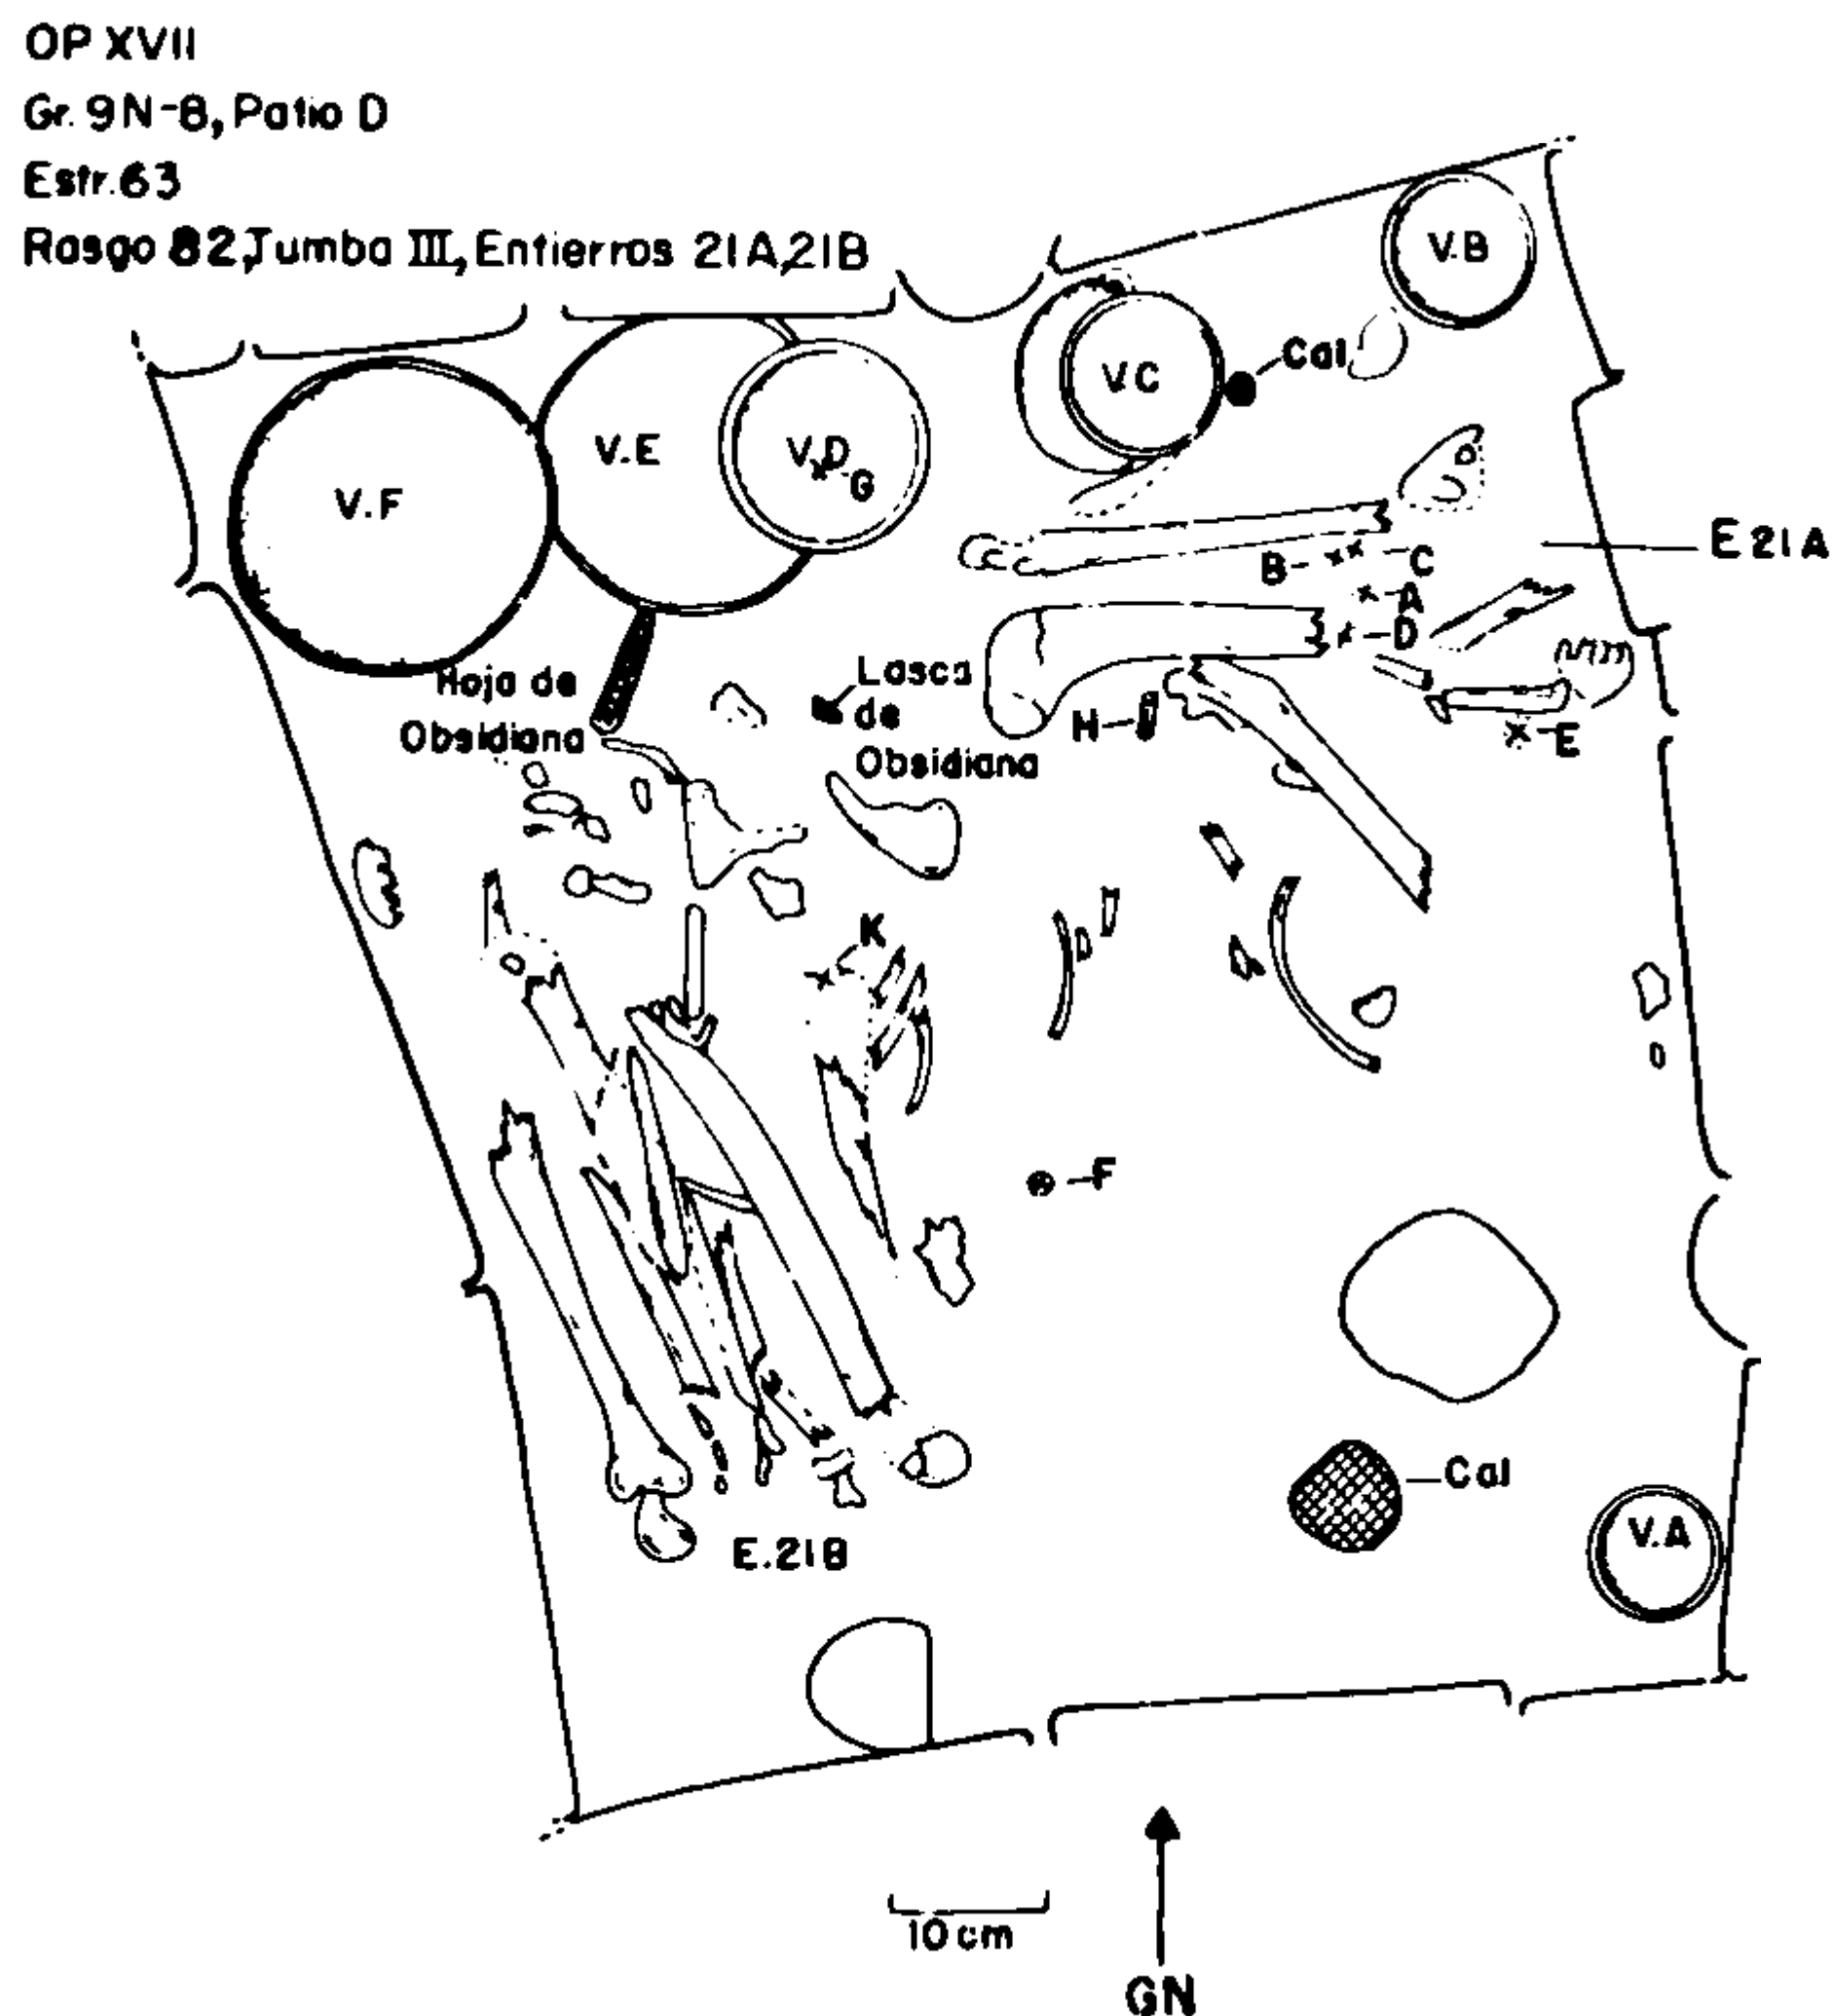 OP XVII
Gr. 9N-8, Patio D
Estr. 63
Rasgo 82, Tumba III, Entierros 21A, 21B
V.B
V.C
Cal
V.E
V.D
G
V.F
E 21A
B
C
A
D
Hoja de
Obsidiana
Lasca
de
Obsidiana
H
E
K
F
Cal
V.A
E.21B
10 cm
GN